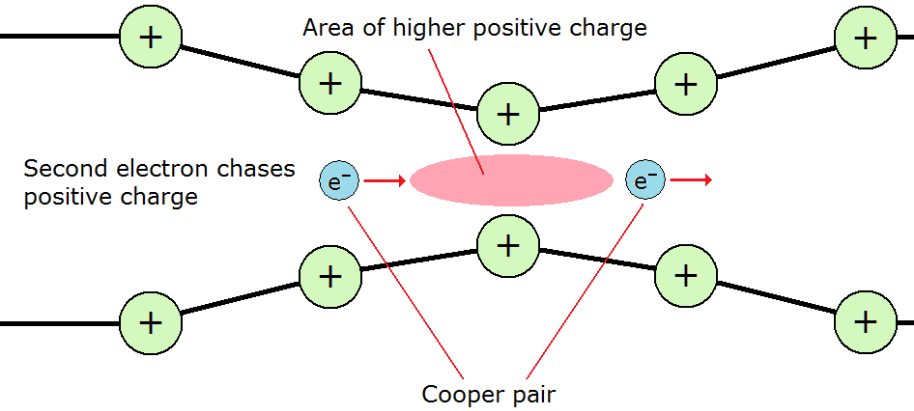 Area of higher positive charge
+ + + + +
Second electron chases
positive charge
e⁻ e⁻
+ + + + +
Cooper pair